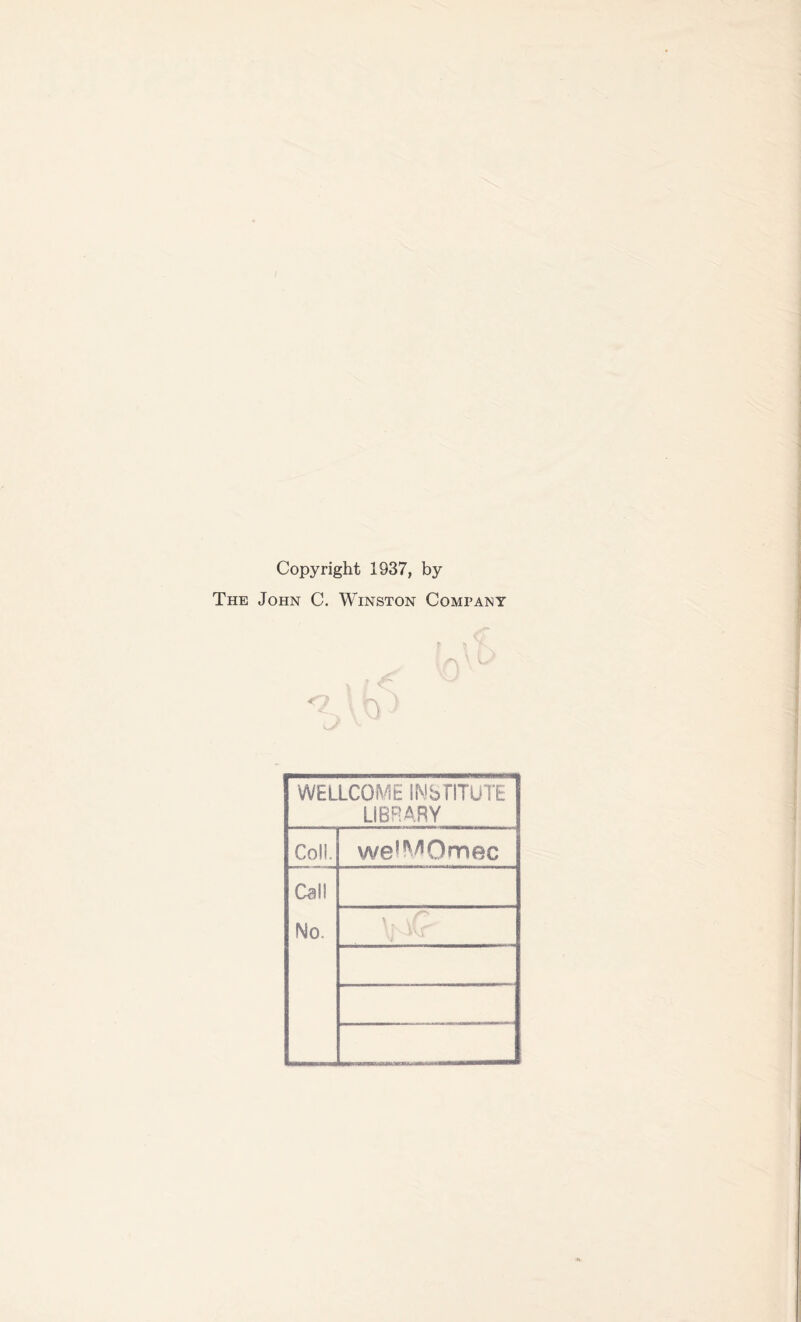 Copyright 1937, by
The John C. Winston Company
WELLCOME INSTITUTE
LIBRARY
Coll. welMOmec
Call
No.